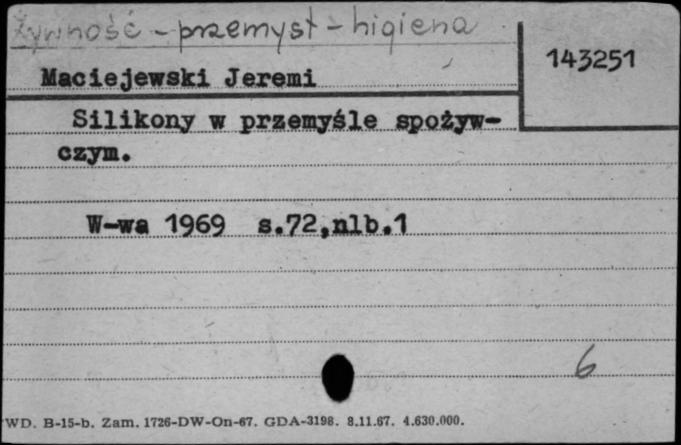 Żywność - przemysł - higiena
143251
Maciejewski Jeremi
Silikony w przemyśle spożyw-
czym.
W-wa 1969 s.72,nlb.1
6
WD. B-15-b. Zam. 1726-DW-On-67. GDA-3198. 8.11.67. 4.630.000.